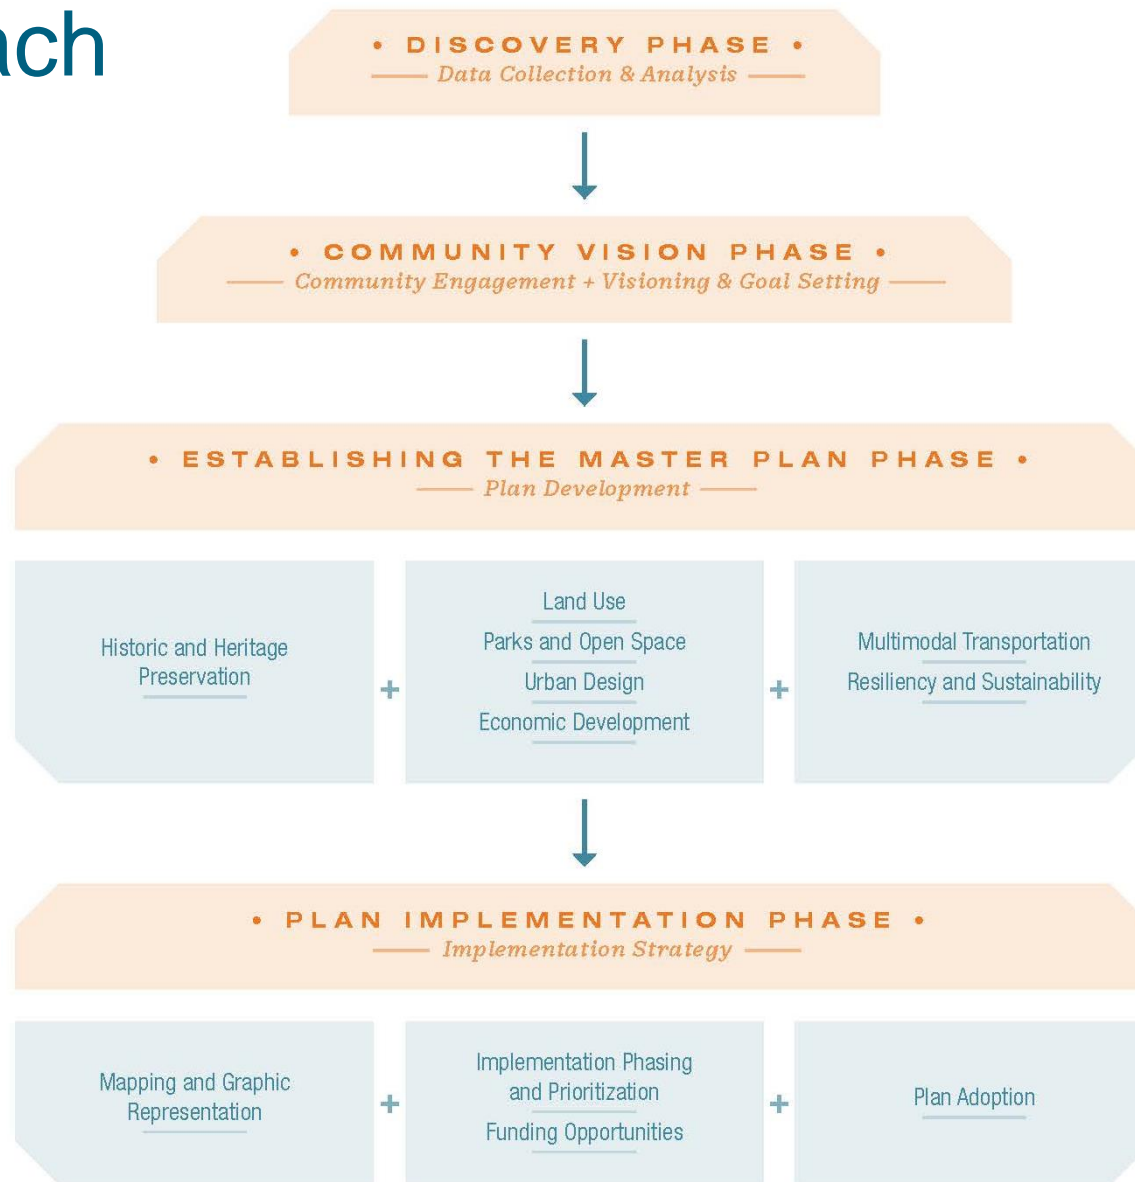 ach
• DISCOVERY PHASE •
Data Collection & Analysis
• COMMUNITY VISION PHASE •
Community Engagement + Visioning & Goal Setting
• ESTABLISHING THE MASTER PLAN PHASE •
Plan Development
Historic and Heritage
Preservation
+
Land Use
Parks and Open Space
Urban Design
Economic Development
+
Multimodal Transportation
Resiliency and Sustainability
• PLAN IMPLEMENTATION PHASE •
Implementation Strategy
Mapping and Graphic
Representation
+
Implementation Phasing
and Prioritization
Funding Opportunities
+
Plan Adoption